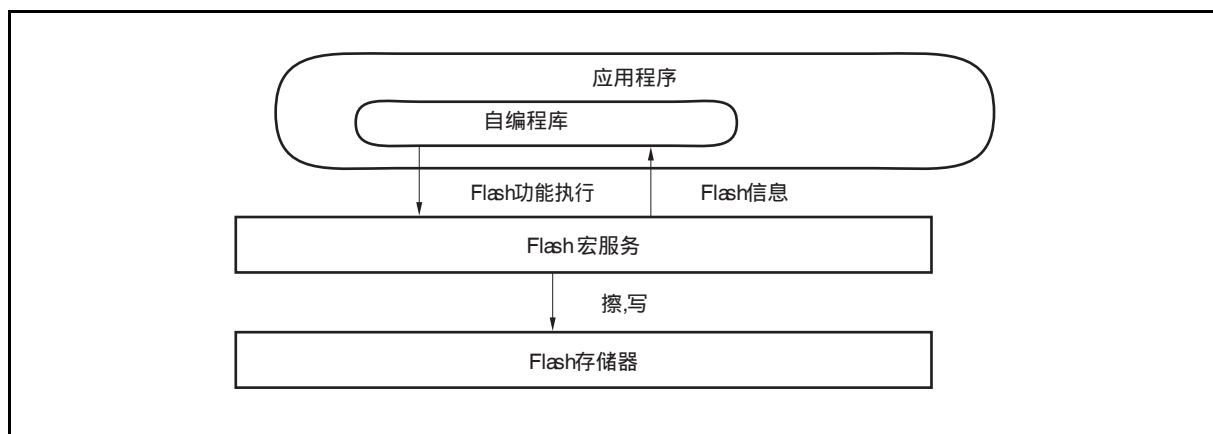 应用程序
自编程库
Flash功能执行
Flash信息
Flash 宏服务
擦,写
Flash存储器